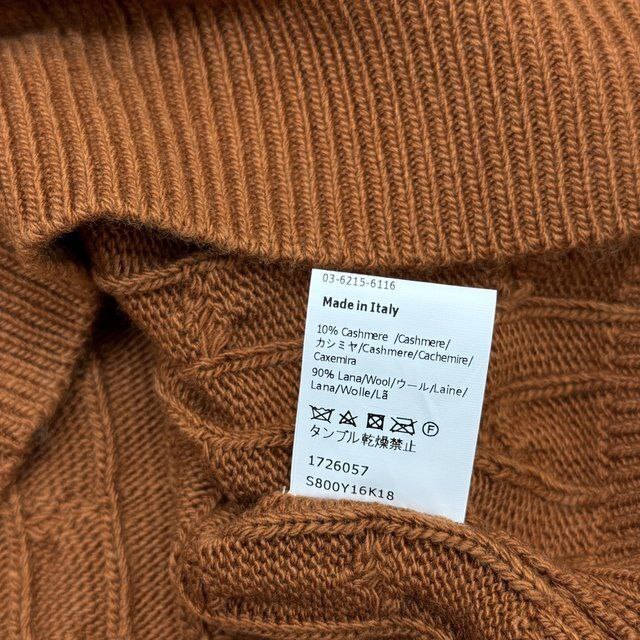 03-6215-6116
Made in Italy
10% Cashmere /Cashmere/
カシミヤ/Cashmere/Cachemire/
Caxemira
90% Lana/Wool/ウール/Laine/
Lana/Wolle/Lã
F
タンブル乾燥禁止
1726057
S800Y16K18